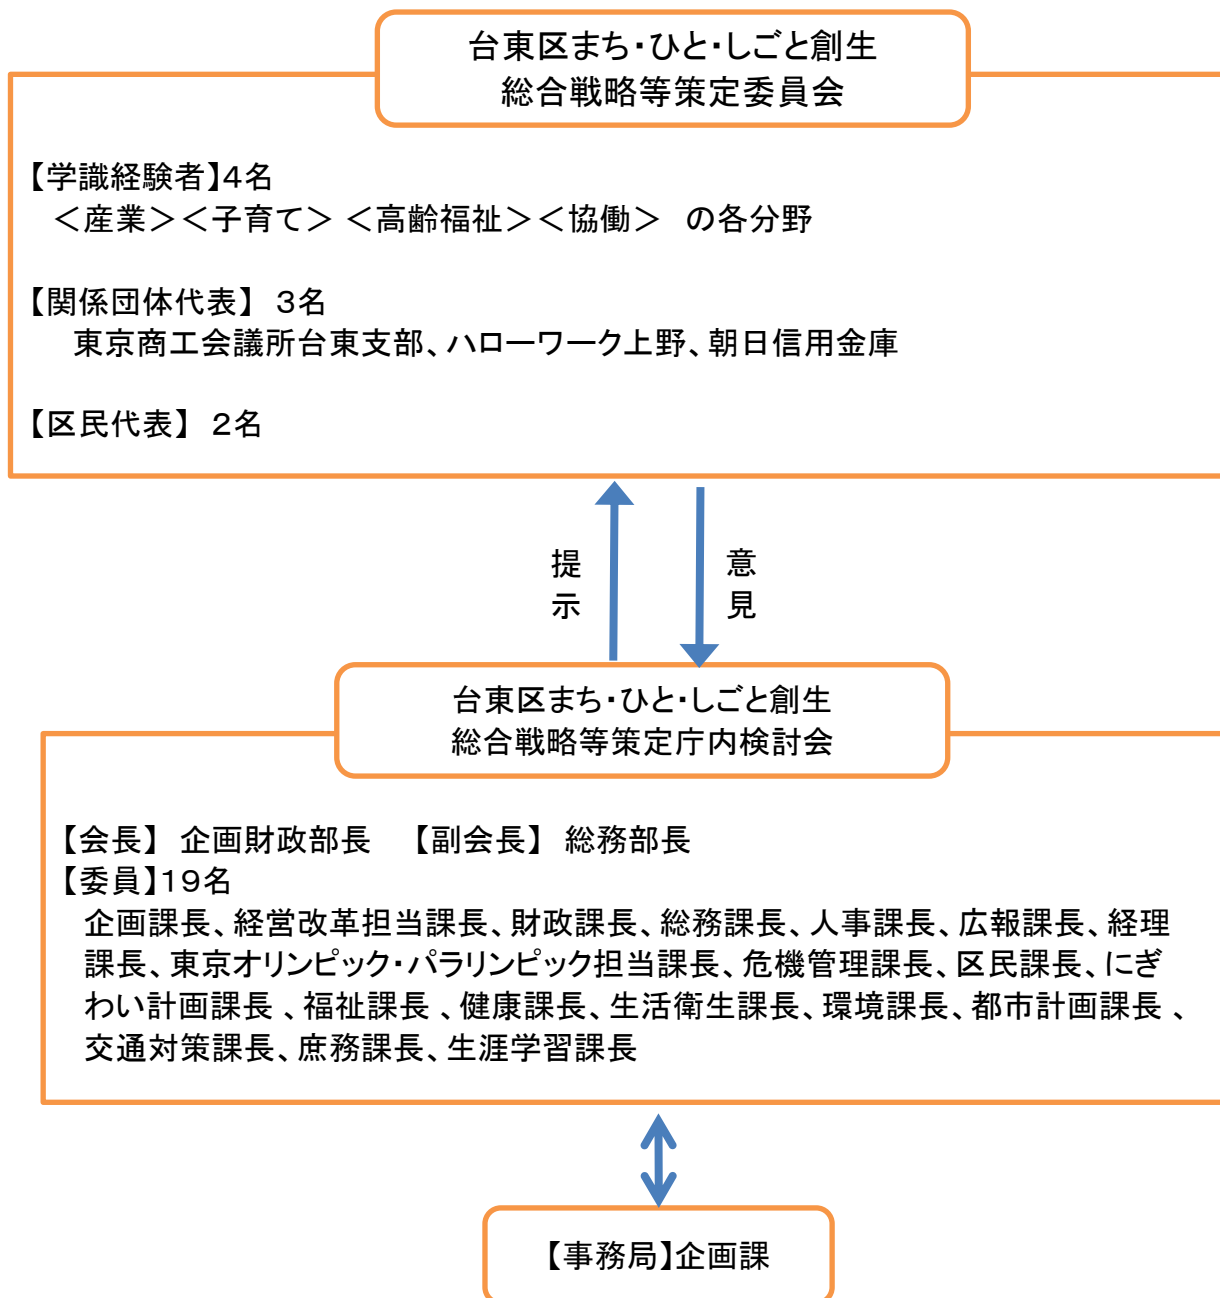 台東区まち・ひと・しごと創生
総合戦略等策定委員会
【学識経験者】4名
＜産業＞＜子育て＞ ＜高齢福祉＞＜協働＞　の各分野
【関係団体代表】 3名
東京商工会議所台東支部、ハローワーク上野、朝日信用金庫
【区民代表】 2名
提示
意見
台東区まち・ひと・しごと創生
総合戦略等策定庁内検討会
【会長】 企画財政部長　【副会長】 総務部長
【委員】19名
企画課長、経営改革担当課長、財政課長、総務課長、人事課長、広報課長、経理
課長、東京オリンピック・パラリンピック担当課長、危機管理課長、区民課長、にぎ
わい計画課長 、福祉課長 、健康課長、生活衛生課長、環境課長、都市計画課長 、
交通対策課長、庶務課長、生涯学習課長
【事務局】企画課